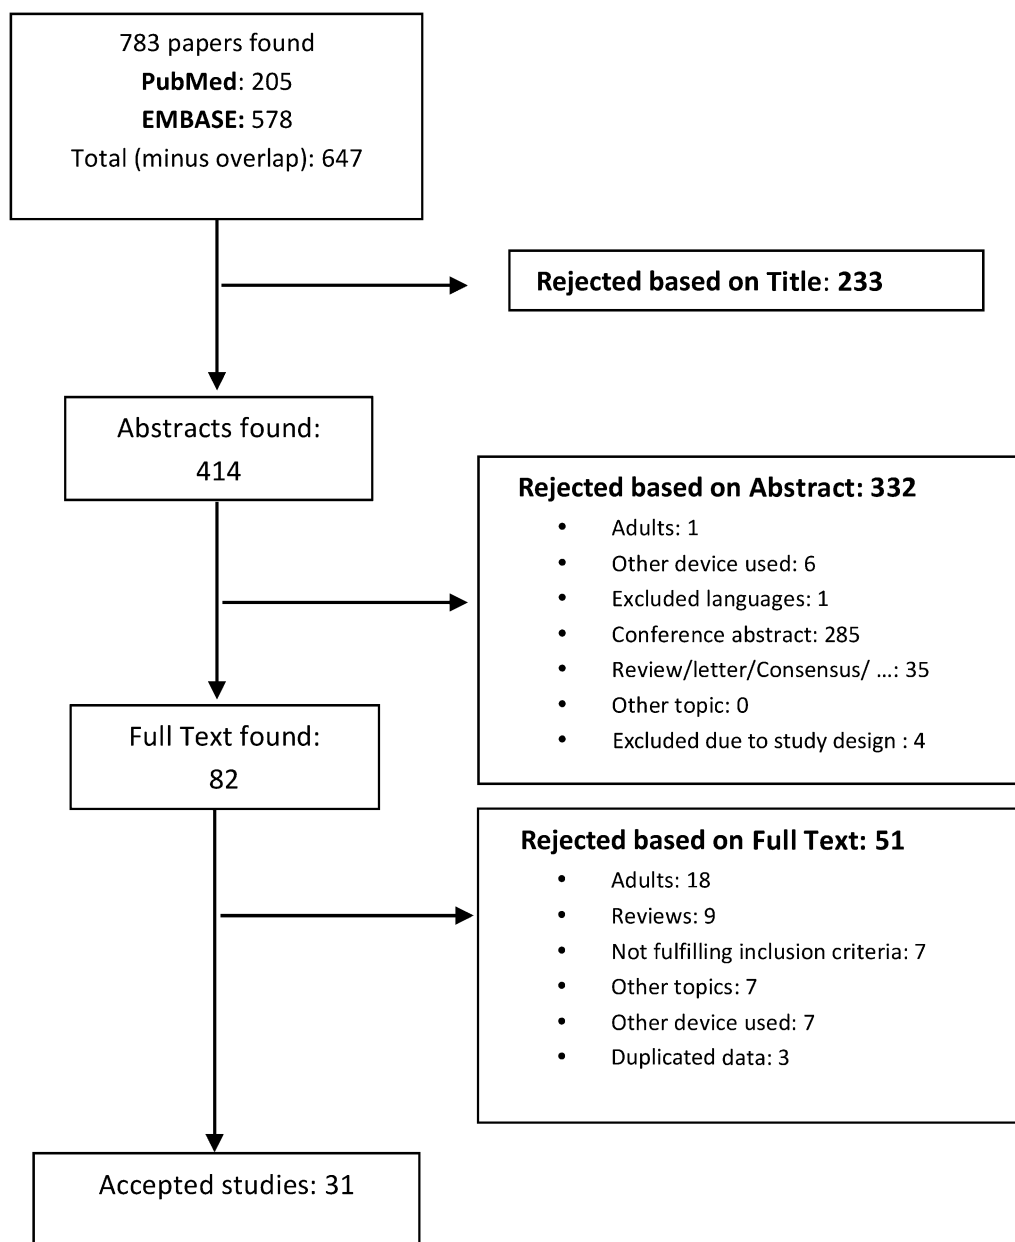 783 papers found
PubMed: 205
EMBASE: 578
Total (minus overlap): 647
Rejected based on Title: 233
Abstracts found:
414
Rejected based on Abstract: 332
• Adults: 1
• Other device used: 6
• Excluded languages: 1
• Conference abstract: 285
• Review/letter/Consensus/ ...: 35
• Other topic: 0
• Excluded due to study design : 4
Full Text found:
82
Rejected based on Full Text: 51
• Adults: 18
• Reviews: 9
• Not fulfilling inclusion criteria: 7
• Other topics: 7
• Other device used: 7
• Duplicated data: 3
Accepted studies: 31